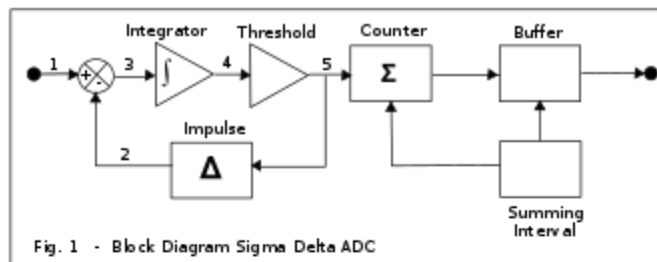 Integrator
Threshold
Counter
Buffer
1
+
-
3
∫
4
5
Σ
Impulse
2
Δ
Summing
Interval
Fig. 1 - Block Diagram Sigma Delta ADC